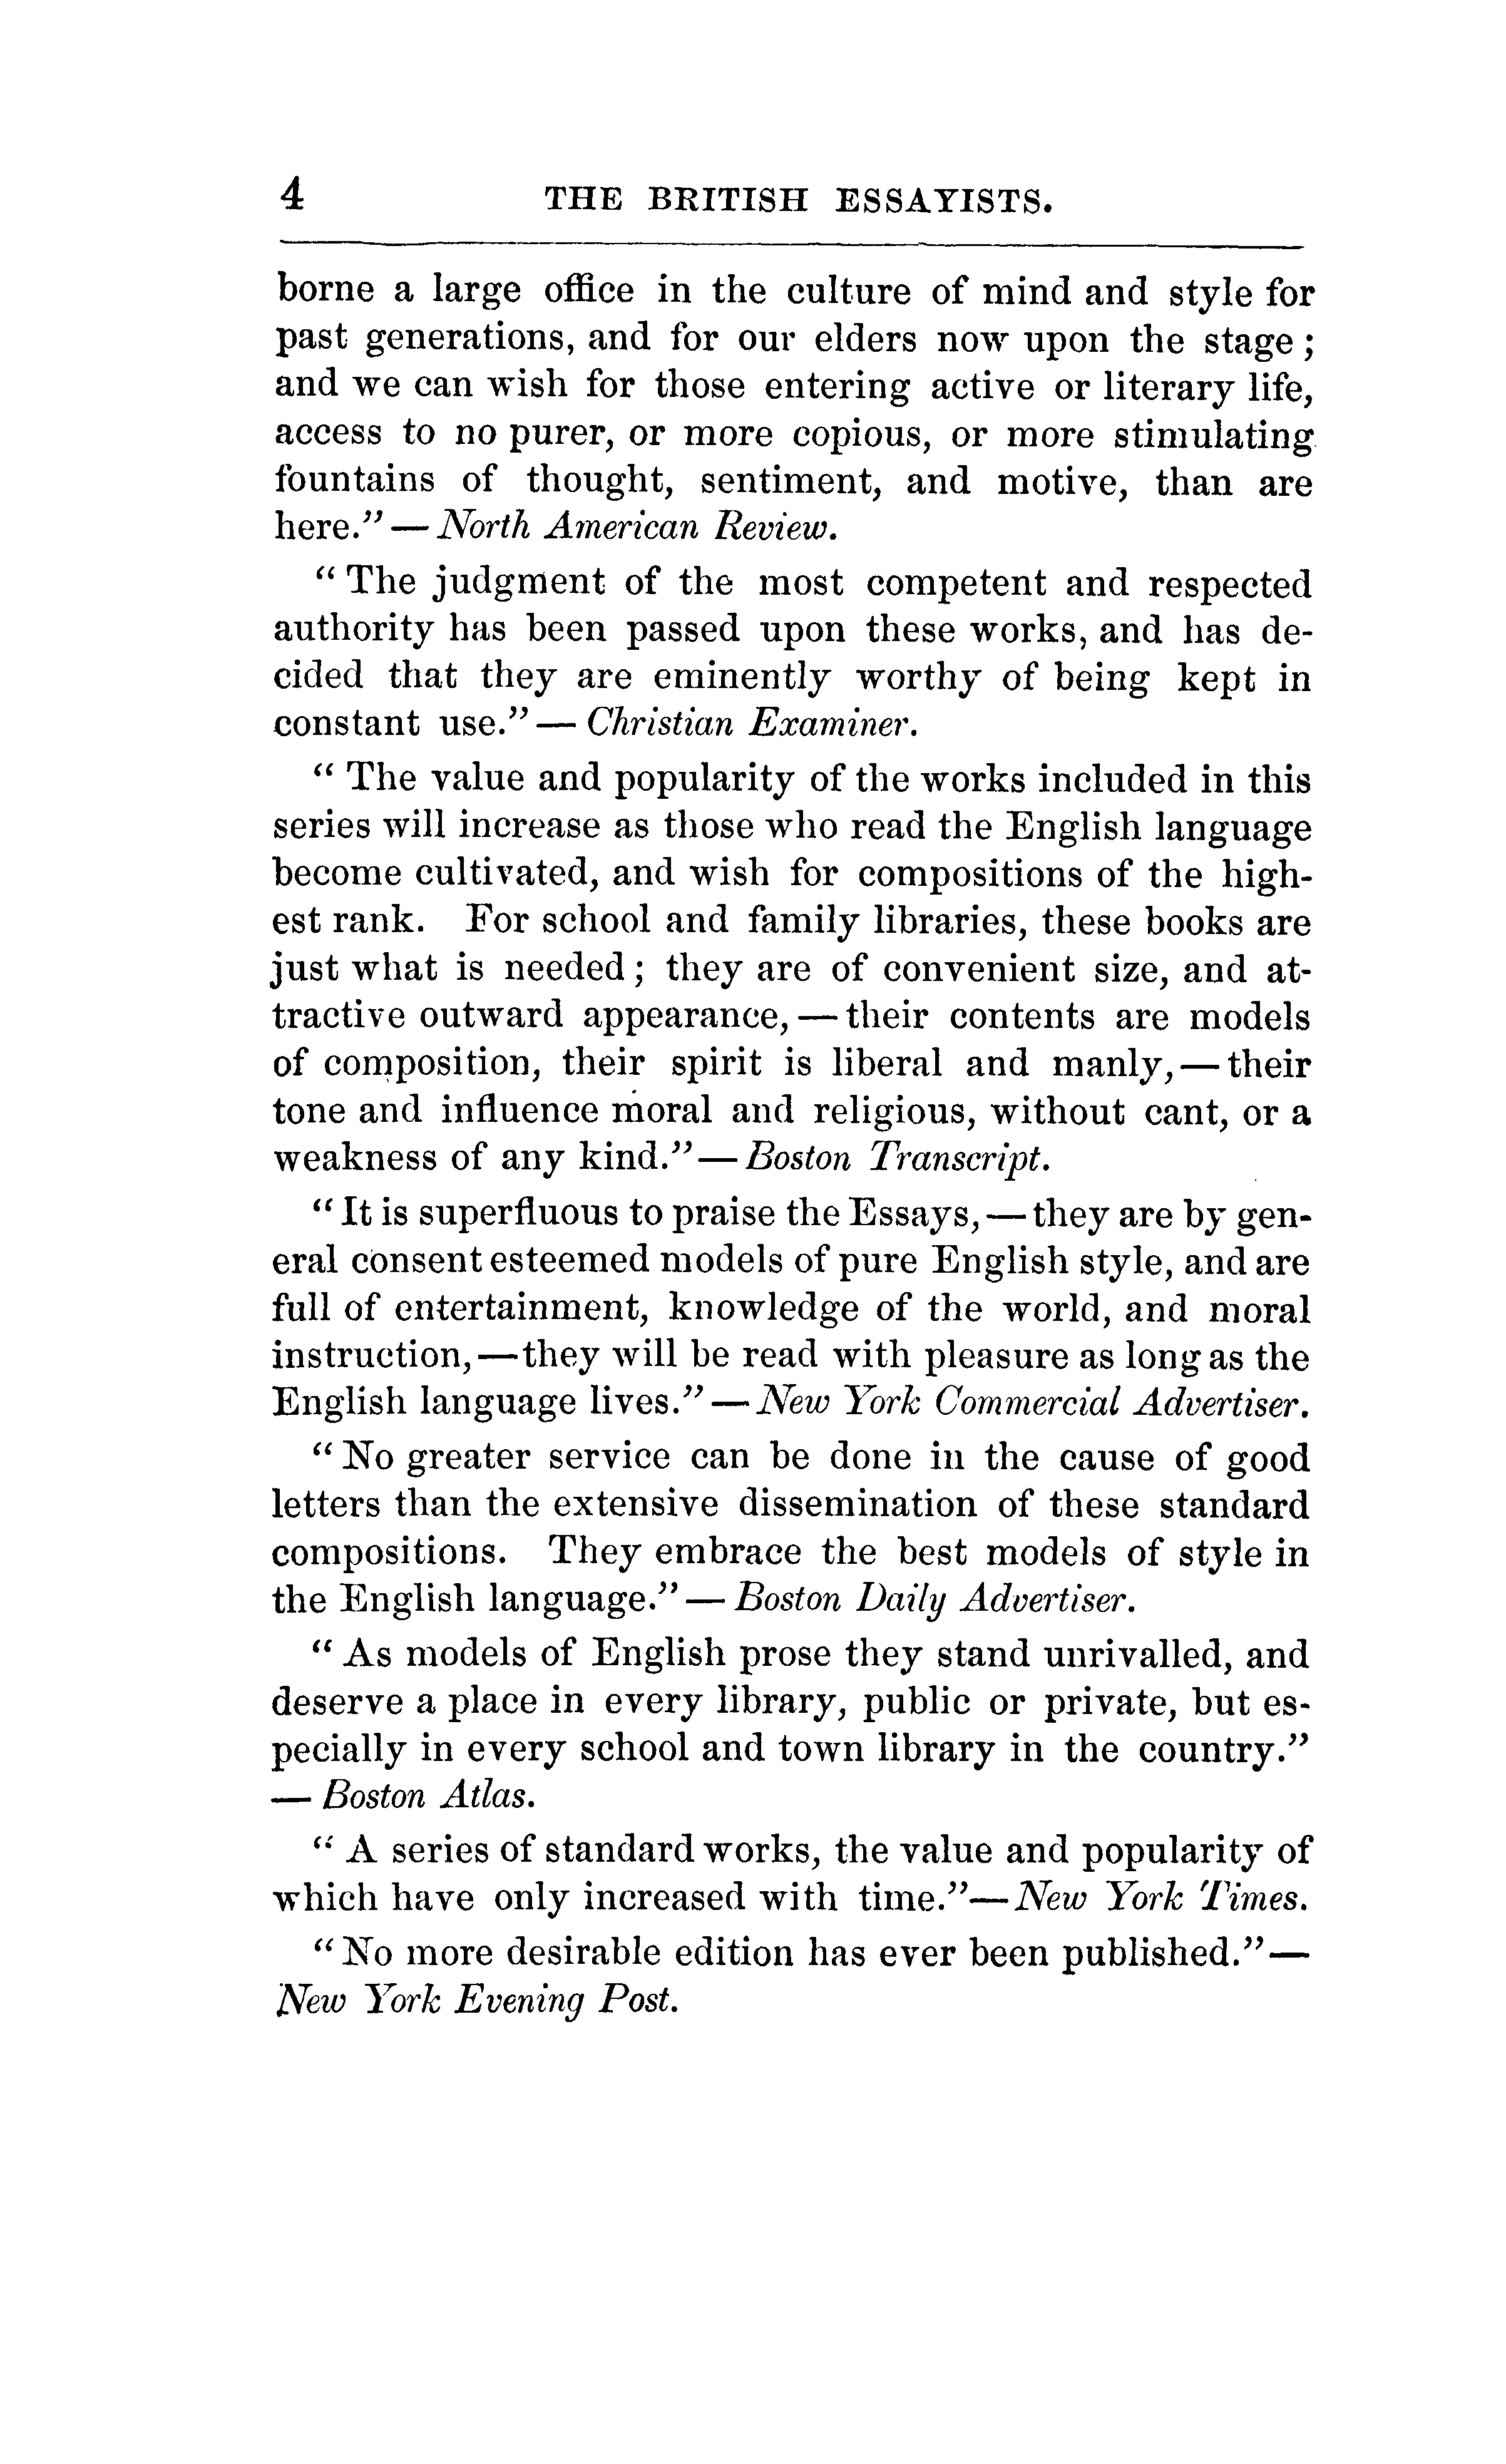 4 THE BRITISH ESSAYISTS.
borne a large office in the culture of mind and style for
past generations, and for our elders now upon the stage;
and we can wish for those entering active or literary life,
access to no purer, or more copious, or more stimulating
fountains of thought, sentiment, and motive, than are
here.”—North American Review.
“The judgment of the most competent and respected
authority has been passed upon these works, and has de-
cided that they are eminently worthy of being kept in
constant use.”—Christian Examiner.
“The value and popularity of the works included in this
series will increase as those who read the English language
become cultivated, and wish for compositions of the high-
est rank. For school and family libraries, these books are
just what is needed; they are of convenient size, and at-
tractive outward appearance,—their contents are models
of composition, their spirit is liberal and manly,—their
tone and influence moral and religious, without cant, or a
weakness of any kind.”—Boston Transcript.
“It is superfluous to praise the Essays,—they are by gen-
eral consent esteemed models of pure English style, and are
full of entertainment, knowledge of the world, and moral
instruction,—they will be read with pleasure as long as the
English language lives.”—New York Commercial Advertiser.
“No greater service can be done in the cause of good
letters than the extensive dissemination of these standard
compositions. They embrace the best models of style in
the English language.”—Boston Daily Advertiser.
“As models of English prose they stand unrivalled, and
deserve a place in every library, public or private, but es-
pecially in every school and town library in the country.”
—Boston Atlas.
“A series of standard works, the value and popularity of
which have only increased with time.”—New York Times.
“No more desirable edition has ever been published.”—
New York Evening Post.